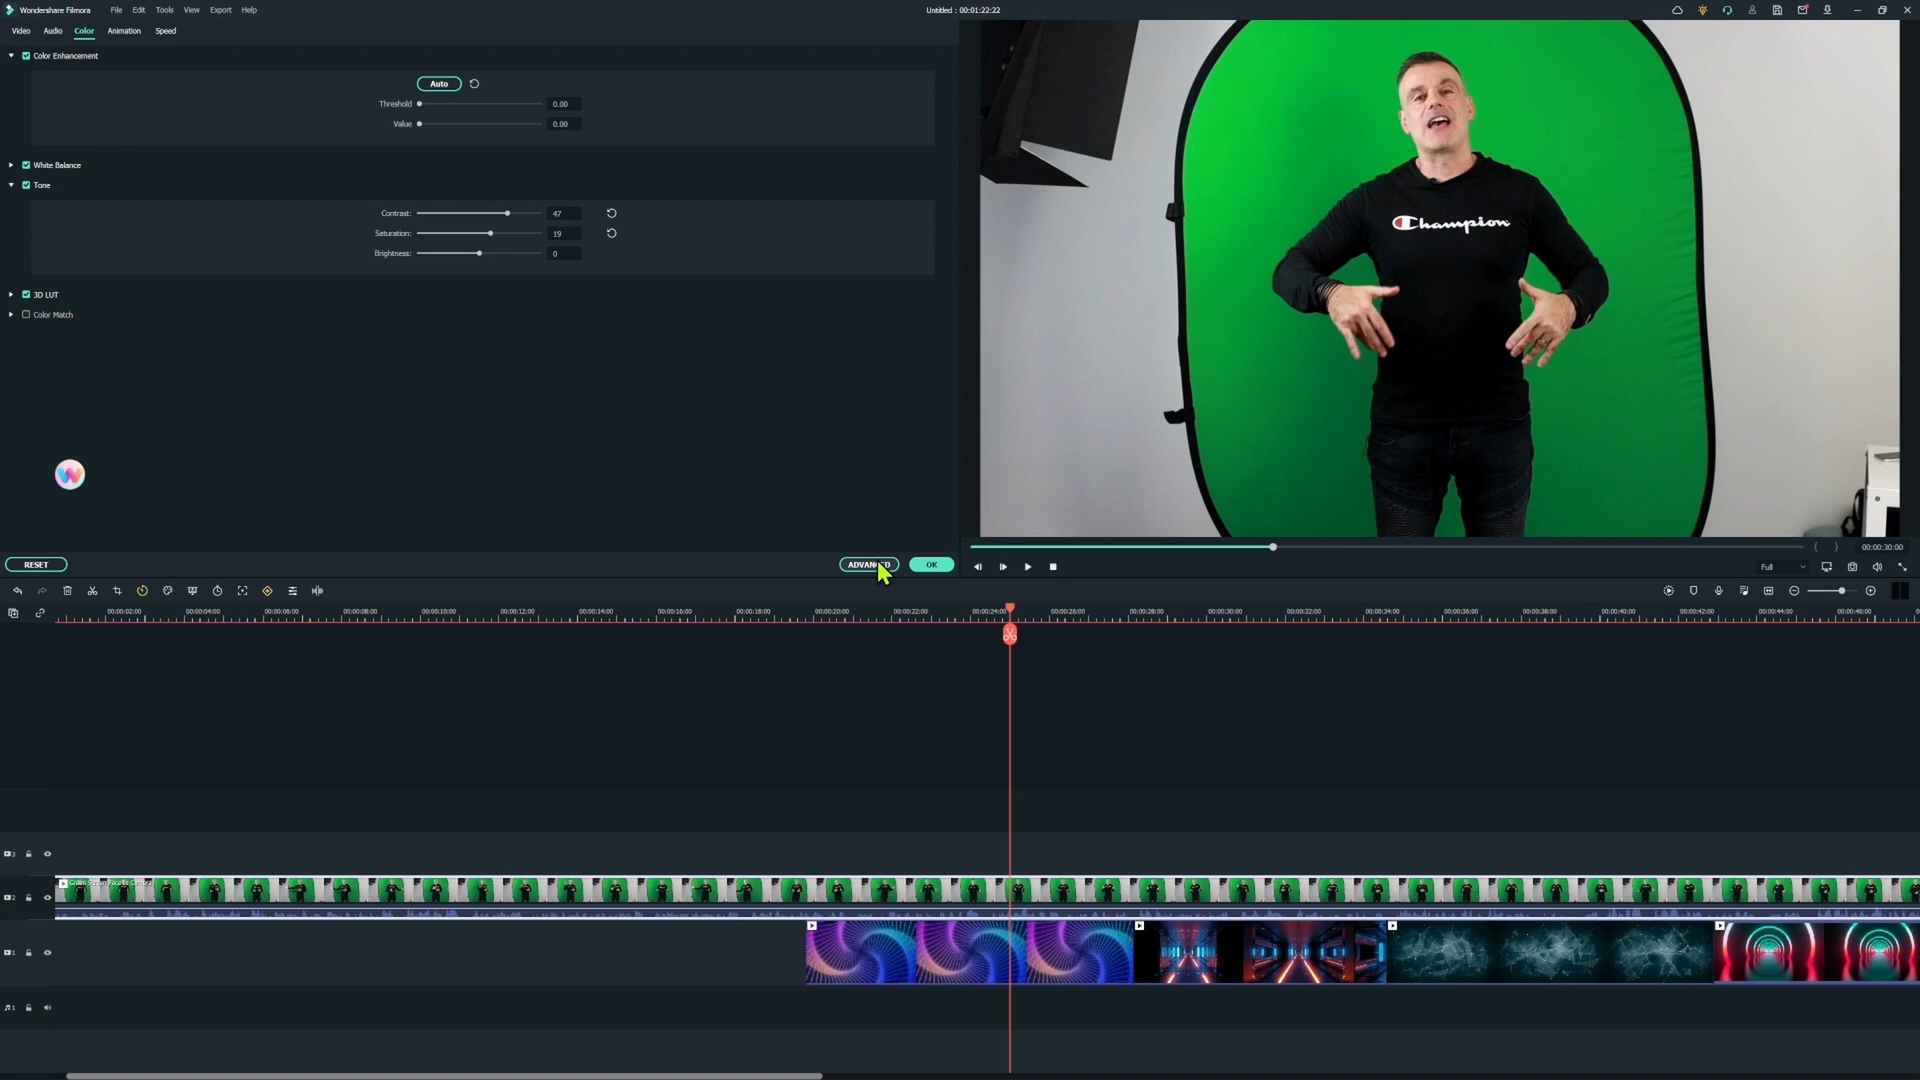 Wondershare Filmora File Edit Tools View Export Help Untitled : 00:01:22:22
Video Audio Color Animation Speed
Color Enhancement
Auto
Threshold 0.00
Value 0.00
White Balance
Tone
Contrast: 47
Saturation: 19
Brightness: 0
3D LUT
Color Match
Champion
RESET
OK
00:00:30:00
Full
00:00:02:00 00:00:04:00 00:00:06:00 00:00:08:00 00:00:10:00 00:00:12:00 00:00:14:00 00:00:16:00 00:00:18:00 00:00:20:00 00:00:22:00 00:00:24:00 00:00:26:00 00:00:28:00 00:00:30:00 00:00:32:00 00:00:34:00 00:00:36:00 00:00:38:00 00:00:40:00 00:00:42:00 00:00:44:00 00:00:46:00
3
2
1
1